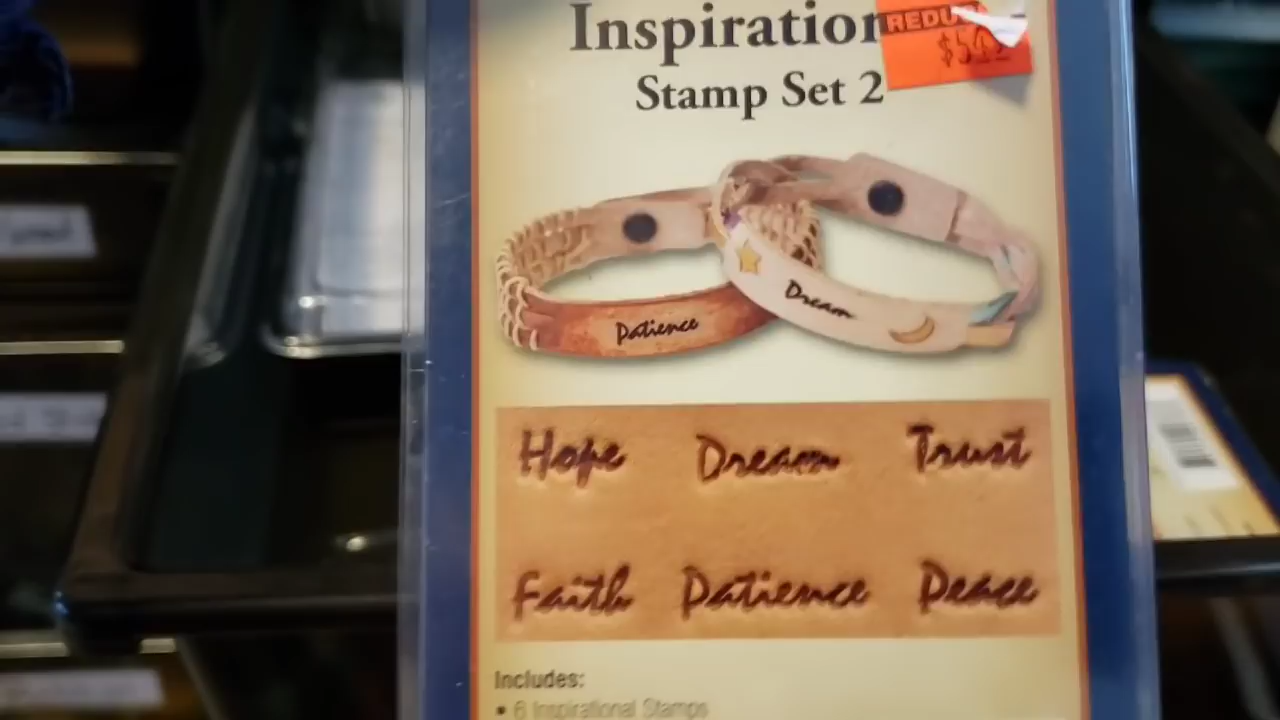 Inspiration
Stamp Set 2
Patience
Dream
Hope Dream Trust
Faith Patience Peace
Includes:
• 6 Inspirational Stamps